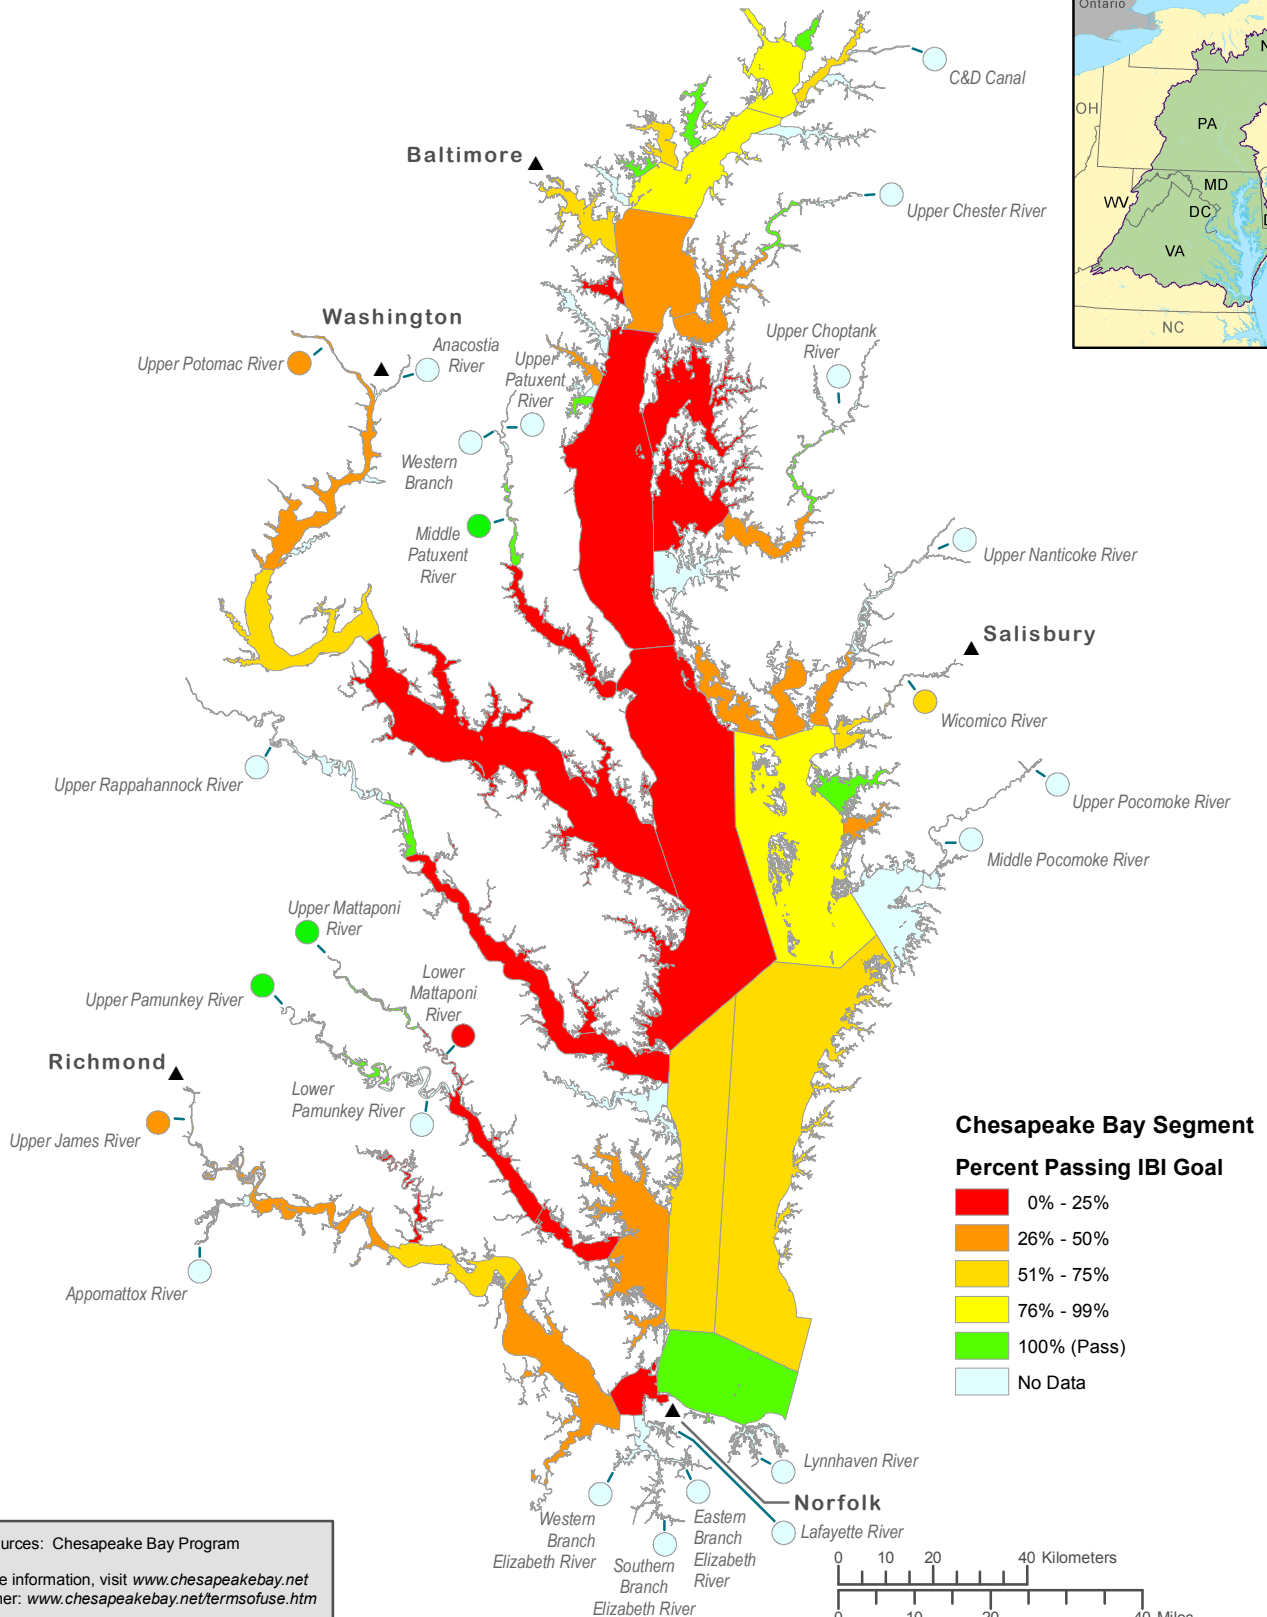 Ontario
OH
PA
WV
MD
DC
VA
NC
C&D Canal
Baltimore
Upper Chester River
Washington
Upper Potomac River
Anacostia
River
Upper
Patuxent
River
Upper Choptank
River
Western
Branch
Middle
Patuxent
River
Upper Nanticoke River
Salisbury
Wicomico River
Upper Rappahannock River
Upper Pocomoke River
Middle Pocomoke River
Upper Mattaponi
River
Upper Pamunkey River
Lower
Mattaponi
River
Richmond
Lower
Pamunkey River
Upper James River
Appomattox River
Chesapeake Bay Segment
Percent Passing IBI Goal
0% - 25%
26% - 50%
51% - 75%
76% - 99%
100% (Pass)
No Data
Lynnhaven River
Norfolk
Lafayette River
Western
Branch
Elizabeth River
Southern
Branch
Elizabeth River
Eastern
Branch
Elizabeth
River
urces: Chesapeake Bay Program
e information, visit www.chesapeakebay.net
ner: www.chesapeakebay.net/termsofuse.htm
0 10 20 40 Kilometers
0 10 20 40 Miles